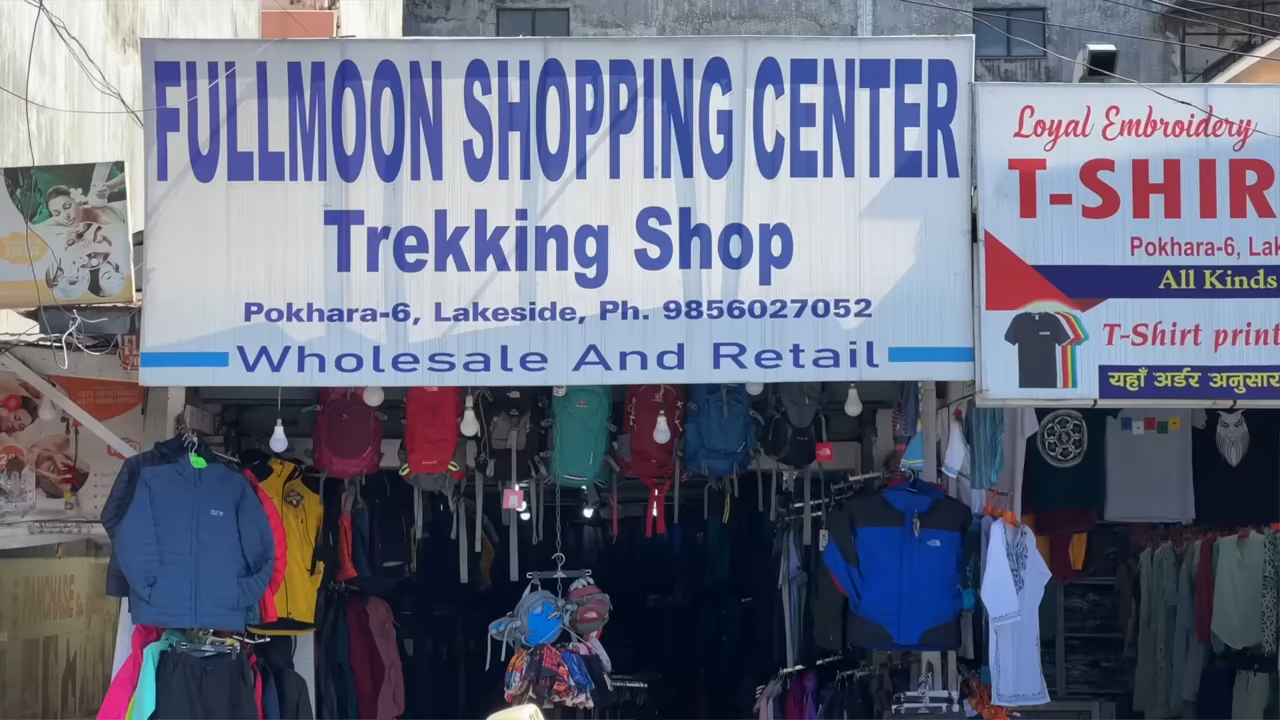 FULLMOON SHOPPING CENTER
Trekking Shop
Pokhara-6, Lakeside, Ph. 9856027052
Wholesale And Retail
Loyal Embroidery
T-SHIR
Pokhara-6, Lak
All Kinds
T-Shirt print
यहाँ अर्डर अनुसार
PANCHASE